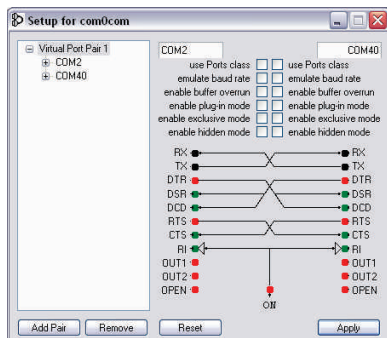 Setup for com0com
Virtual Port Pair 1
COM2
COM40
COM2 COM40
use Ports class use Ports class
emulate baud rate emulate baud rate
enable buffer overrun enable buffer overrun
enable plug-in mode enable plug-in mode
enable exclusive mode enable exclusive mode
enable hidden mode enable hidden mode
RX RX
TX TX
DTR DTR
DSR DSR
DCD DCD
RTS RTS
CTS CTS
RI RI
OUT1 OUT1
OUT2 OUT2
OPEN OPEN
ON
Add Pair Remove Reset Apply